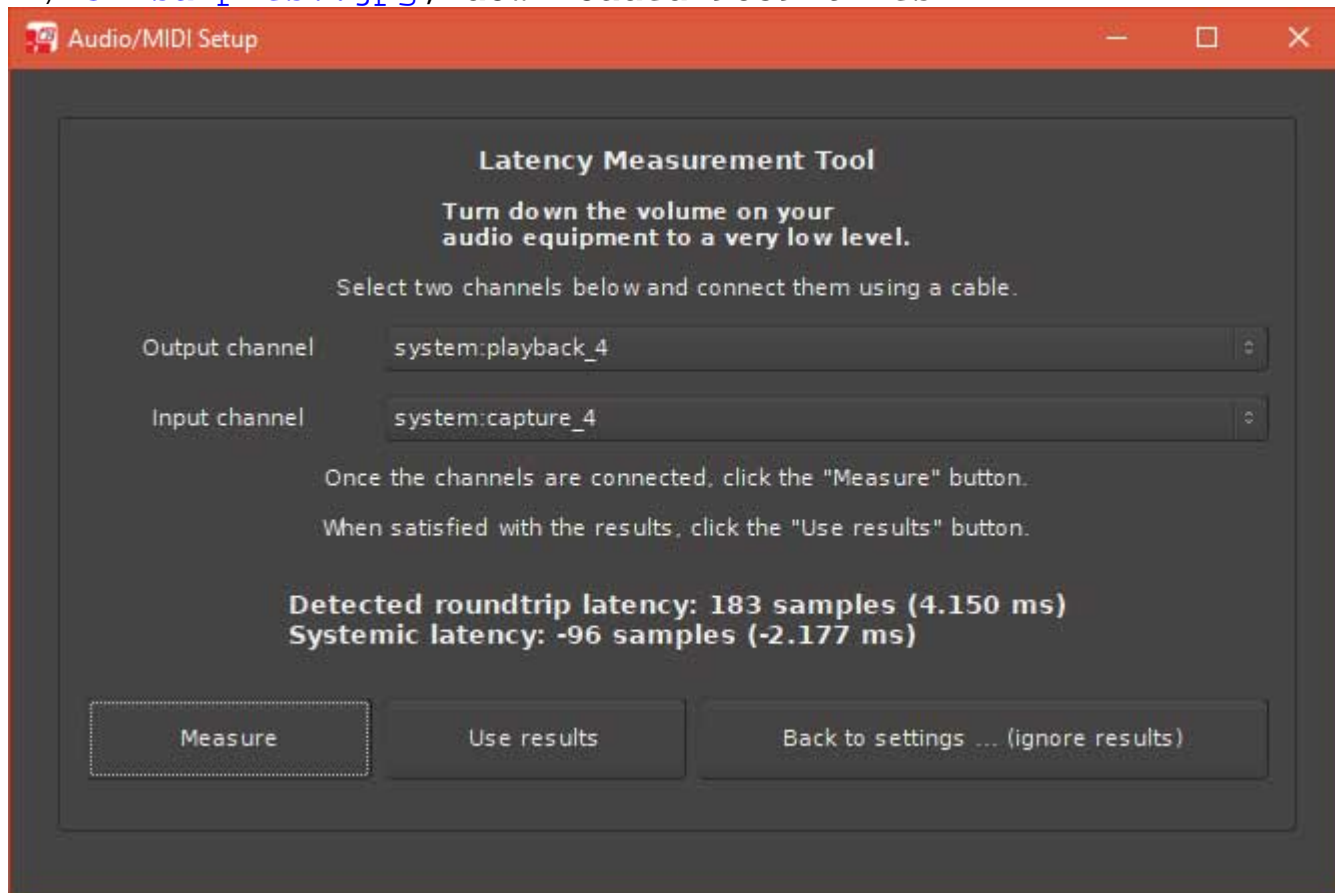 Audio/MIDI Setup
Latency Measurement Tool
Turn down the volume on your
audio equipment to a very low level.
Select two channels below and connect them using a cable.
Output channel system:playback_4
Input channel system:capture_4
Once the channels are connected, click the "Measure" button.
When satisfied with the results, click the "Use results" button.
Detected roundtrip latency: 183 samples (4.150 ms)
Systemic latency: -96 samples (-2.177 ms)
Measure Use results Back to settings ... (ignore results)